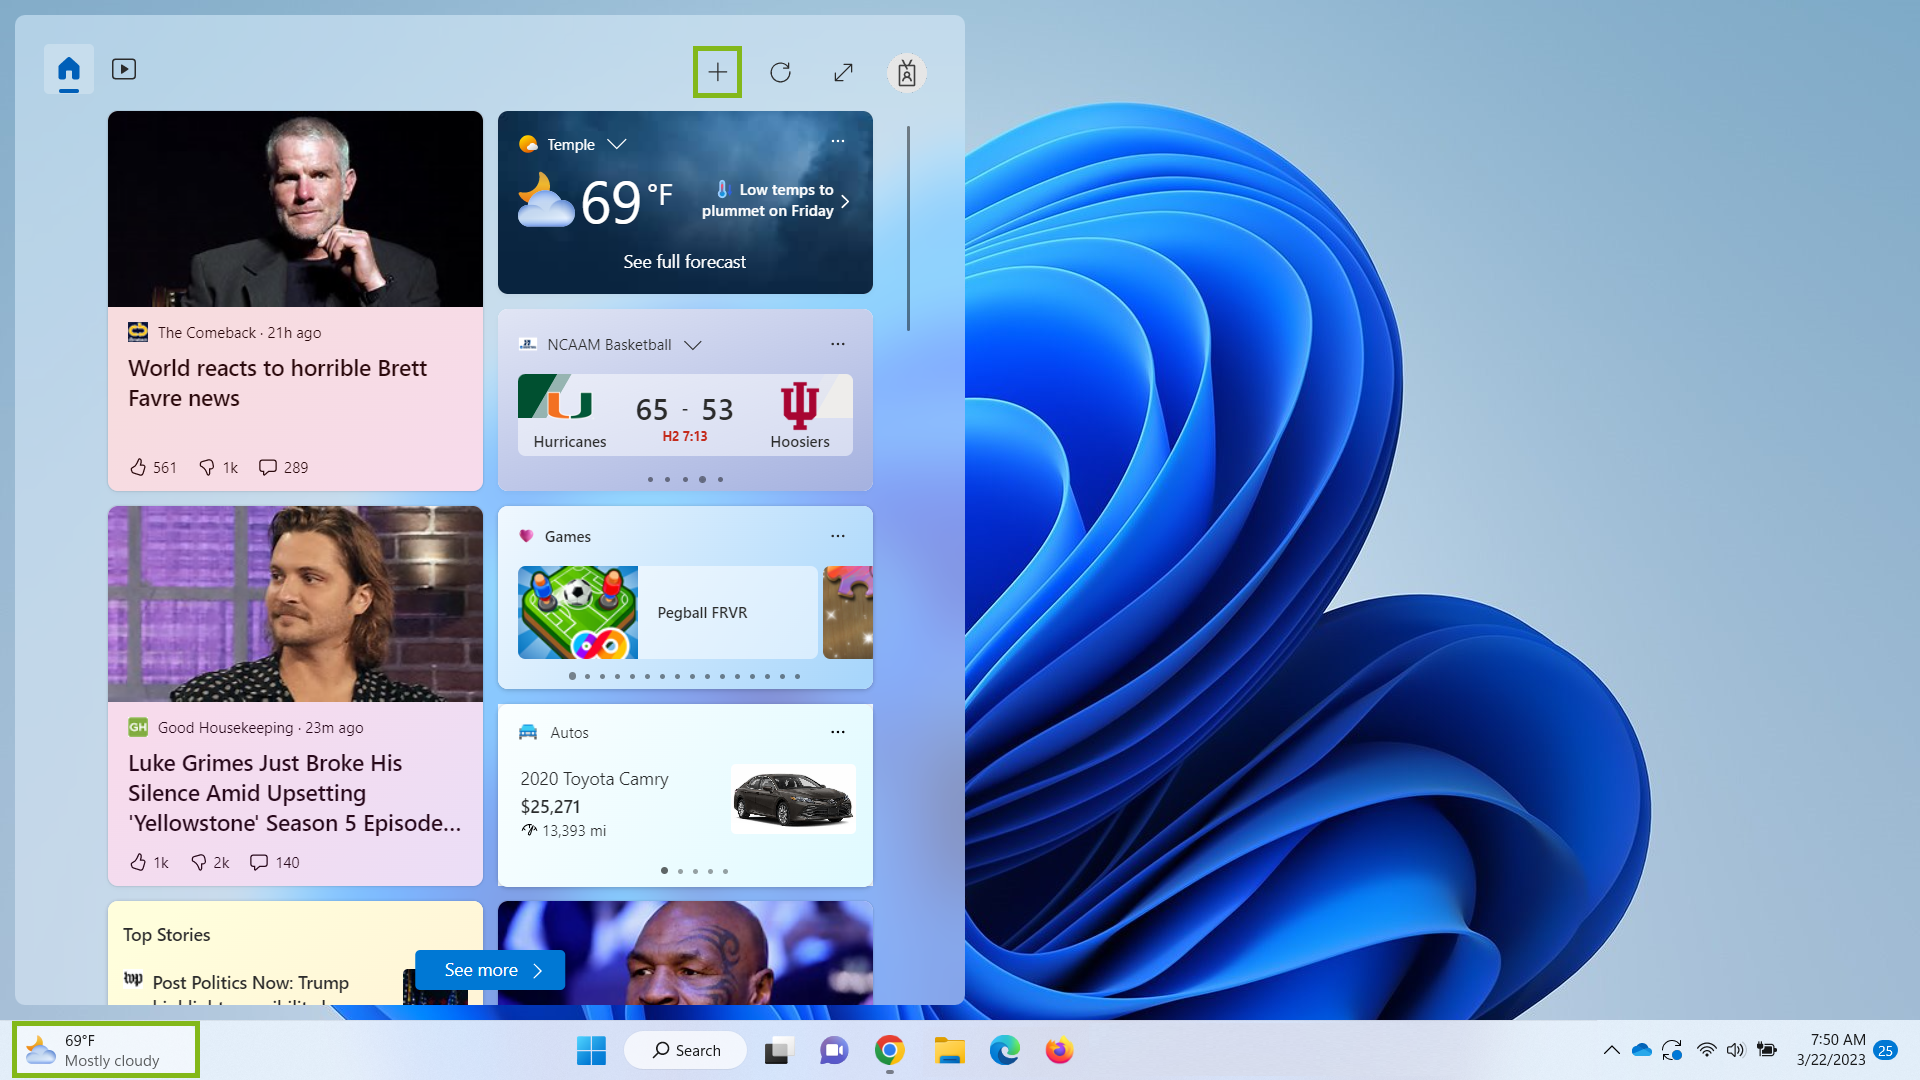 The Comeback · 21h ago
World reacts to horrible Brett
Favre news
561 1k 289
Temple
69 °F
Low temps to
plummet on Friday
See full forecast
NCAAM Basketball
65 - 53
H2 7:13
Hurricanes
Hoosiers
Games
Pegball FRVR
GH Good Housekeeping · 23m ago
Luke Grimes Just Broke His
Silence Amid Upsetting
'Yellowstone' Season 5 Episode...
1k 2k 140
Autos
2020 Toyota Camry
$25,271
13,393 mi
Top Stories
wp Post Politics Now: Trump
See more
69°F
Mostly cloudy
Search
7:50 AM
3/22/2023
25